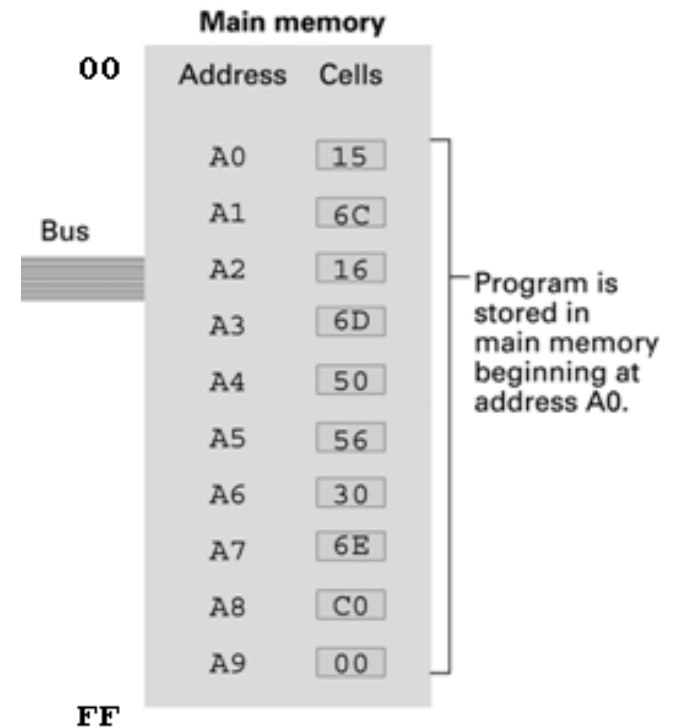 Main memory
00
Address Cells
A0 15
A1 6C
Bus
A2 16
Program is
stored in
main memory
beginning at
address A0.
A3 6D
A4 50
A5 56
A6 30
A7 6E
A8 C0
A9 00
FF